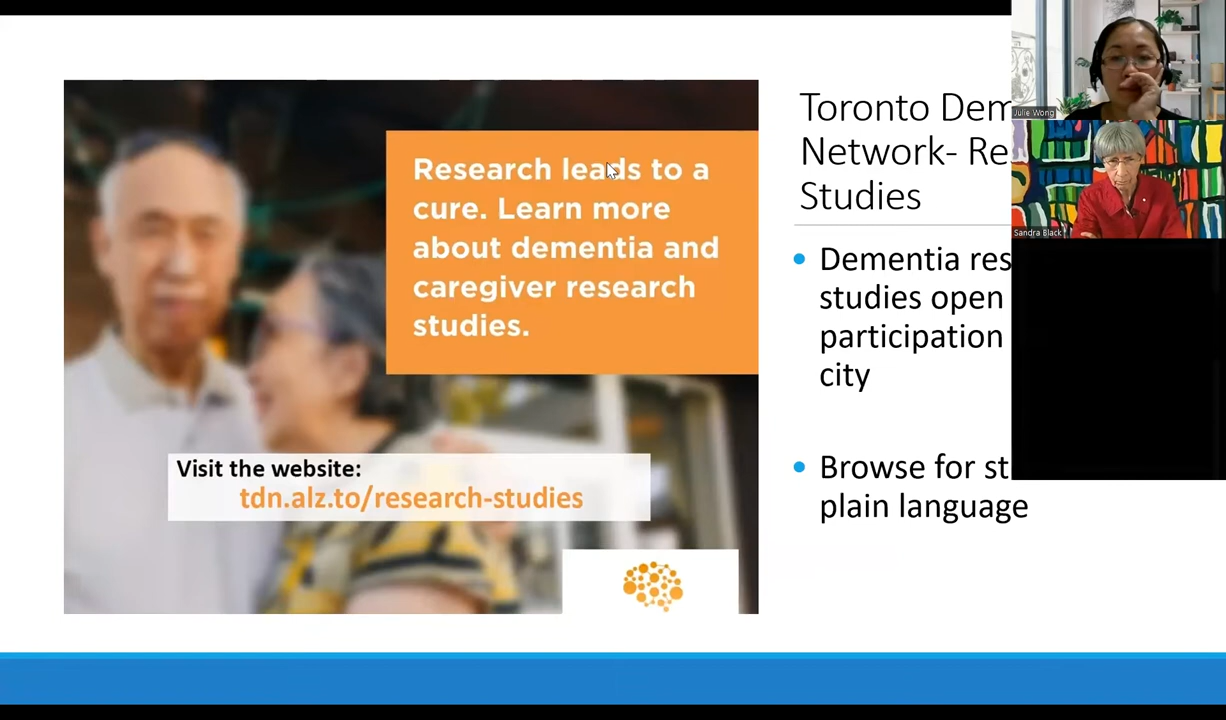 Research leads to a
cure. Learn more
about dementia and
caregiver research
studies.
Visit the website:
tdn.alz.to/research-studies
Toronto Dem
Network- Re
Studies
• Dementia res
studies open
participation
city
• Browse for st
plain language
Julie Wong
Sandra Black